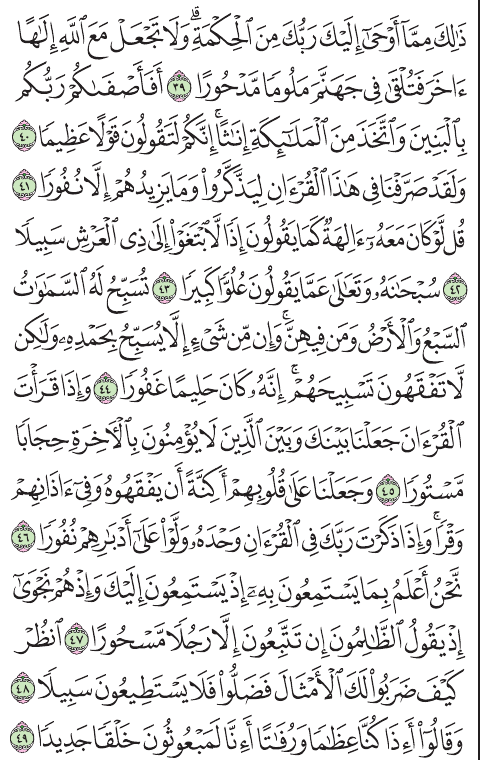 ذَٰلِكَ مِمَّآ أَوْحَىٰٓ إِلَيْكَ رَبُّكَ مِنَ ٱلْحِكْمَةِۗ وَلَا تَجْعَلْ مَعَ ٱللَّهِ إِلَٰهًا
ءَاخَرَ فَتُلْقَىٰ فِى جَهَنَّمَ مَلُومًا مَّدْحُورًا ٣٩ أَفَأَصْفَىٰكُمْ رَبُّكُم
بِٱلْبَنِينَ وَٱتَّخَذَ مِنَ ٱلْمَلَٰٓئِكَةِ إِنَٰثًاۚ إِنَّكُمْ لَتَقُولُونَ قَوْلًا عَظِيمًا ٤٠
وَلَقَدْ صَرَّفْنَا فِى هَٰذَا ٱلْقُرْءَانِ لِيَذَّكَّرُوا۟ وَمَا يَزِيدُهُمْ إِلَّا نُفُورًا ٤١
قُل لَّوْ كَانَ مَعَهُۥٓ ءَالِهَةٌ كَمَا يَقُولُونَ إِذًا لَّٱبْتَغَوْا۟ إِلَىٰ ذِى ٱلْعَرْشِ سَبِيلًا
٤٢ سُبْحَٰنَهُۥ وَتَعَٰلَىٰ عَمَّا يَقُولُونَ عُلُوًّا كَبِيرًا ٤٣ تُسَبِّحُ لَهُ ٱلسَّمَٰوَٰتُ
ٱلسَّبْعُ وَٱلْأَرْضُ وَمَن فِيهِنَّۚ وَإِن مِّن شَىْءٍ إِلَّا يُسَبِّحُ بِحَمْدِهِۦ وَلَٰكِن
لَّا تَفْقَهُونَ تَسْبِيحَهُمْۚ إِنَّهُۥ كَانَ حَلِيمًا غَفُورًا ٤٤ وَإِذَا قَرَأْتَ
ٱلْقُرْءَانَ جَعَلْنَا بَيْنَكَ وَبَيْنَ ٱلَّذِينَ لَا يُؤْمِنُونَ بِٱلْءَاخِرَةِ حِجَابًا
مَّسْتُورًا ٤٥ وَجَعَلْنَا عَلَىٰ قُلُوبِهِمْ أَكِنَّةً أَن يَفْقَهُوهُ وَفِىٓ ءَاذَانِهِمْ
وَقْرًاۚ وَإِذَا ذَكَرْتَ رَبَّكَ فِى ٱلْقُرْءَانِ وَحْدَهُۥ وَلَّوْا۟ عَلَىٰٓ أَدْبَٰرِهِمْ نُفُورًا ٤٦
نَّحْنُ أَعْلَمُ بِمَا يَسْتَمِعُونَ بِهِۦٓ إِذْ يَسْتَمِعُونَ إِلَيْكَ وَإِذْ هُمْ نَجْوَىٰٓ
إِذْ يَقُولُ ٱلظَّٰلِمُونَ إِن تَتَّبِعُونَ إِلَّا رَجُلًا مَّسْحُورًا ٤٧ ٱنظُرْ
كَيْفَ ضَرَبُوا۟ لَكَ ٱلْأَمْثَالَ فَضَلُّوا۟ فَلَا يَسْتَطِيعُونَ سَبِيلًا ٤٨
وَقَالُوٓا۟ أَءِذَا كُنَّا عِظَٰمًا وَرُفَٰتًا أَءِنَّا لَمَبْعُوثُونَ خَلْقًا جَدِيدًا ٤٩